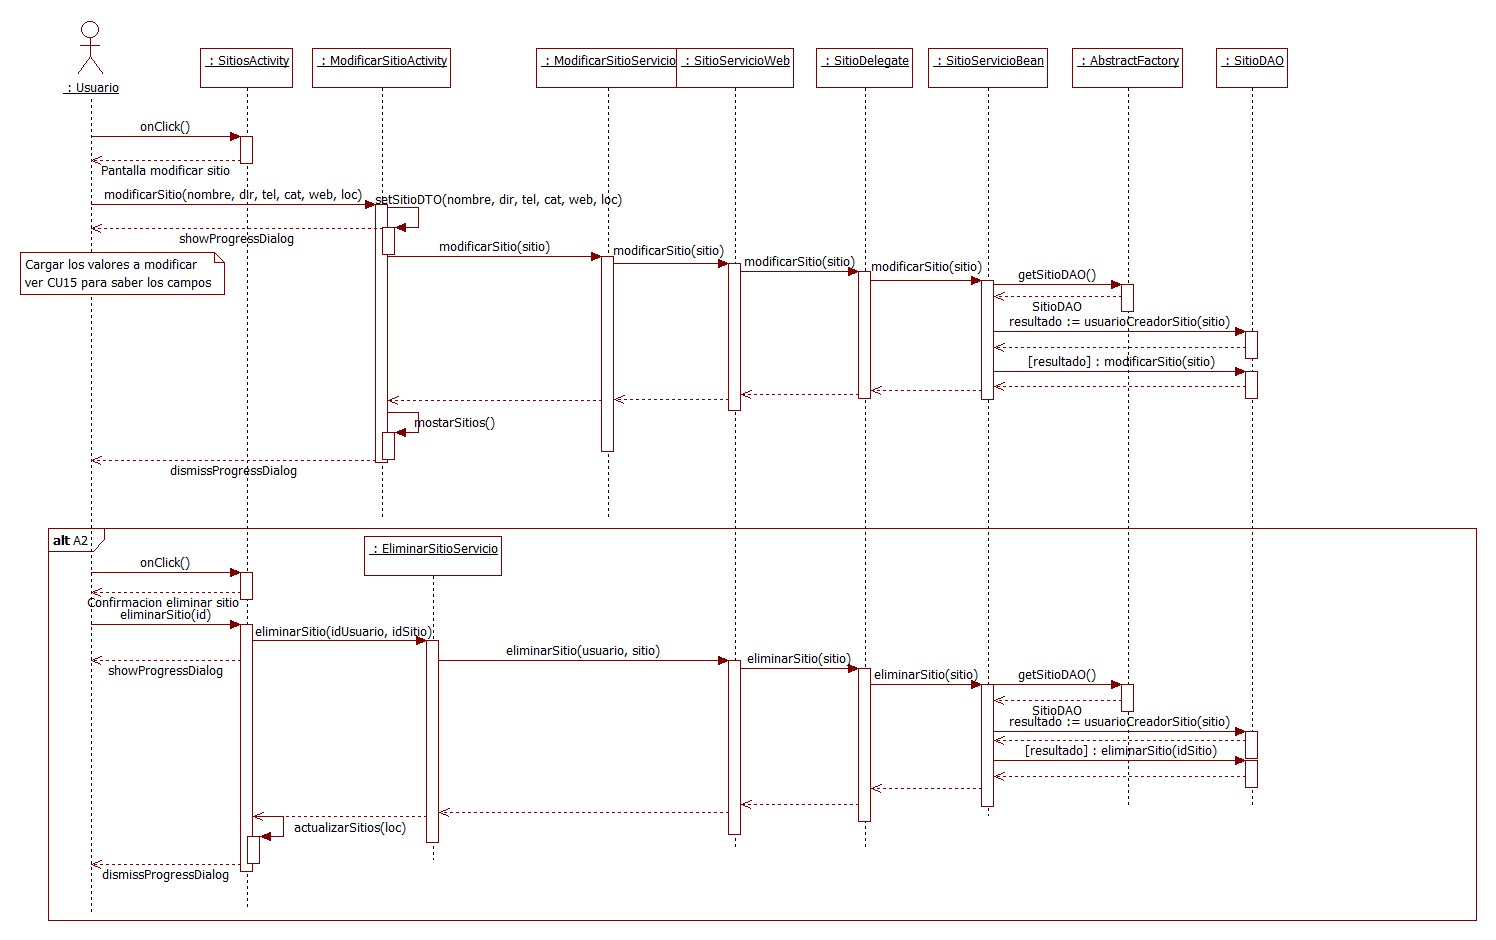 : Usuario
: SitiosActivity
: ModificarSitioActivity
: ModificarSitioServicio
: SitioServicioWeb
: SitioDelegate
: SitioServicioBean
: AbstractFactory
: SitioDAO
onClick()
Pantalla modificar sitio
modificarSitio(nombre, dir, tel, cat, web, loc)
setSitioDTO(nombre, dir, tel, cat, web, loc)
showProgressDialog
Cargar los valores a modificar
ver CU15 para saber los campos
modificarSitio(sitio)
modificarSitio(sitio)
modificarSitio(sitio)
modificarSitio(sitio)
getSitioDAO()
SitioDAO
resultado := usuarioCreadorSitio(sitio)
[resultado] : modificarSitio(sitio)
mostarSitios()
dismissProgressDialog
alt A2
: EliminarSitioServicio
onClick()
Confirmacion eliminar sitio
eliminarSitio(id)
eliminarSitio(idUsuario, idSitio)
eliminarSitio(usuario, sitio)
eliminarSitio(sitio)
showProgressDialog
eliminarSitio(sitio)
getSitioDAO()
SitioDAO
resultado := usuarioCreadorSitio(sitio)
[resultado] : eliminarSitio(idSitio)
actualizarSitios(loc)
dismissProgressDialog